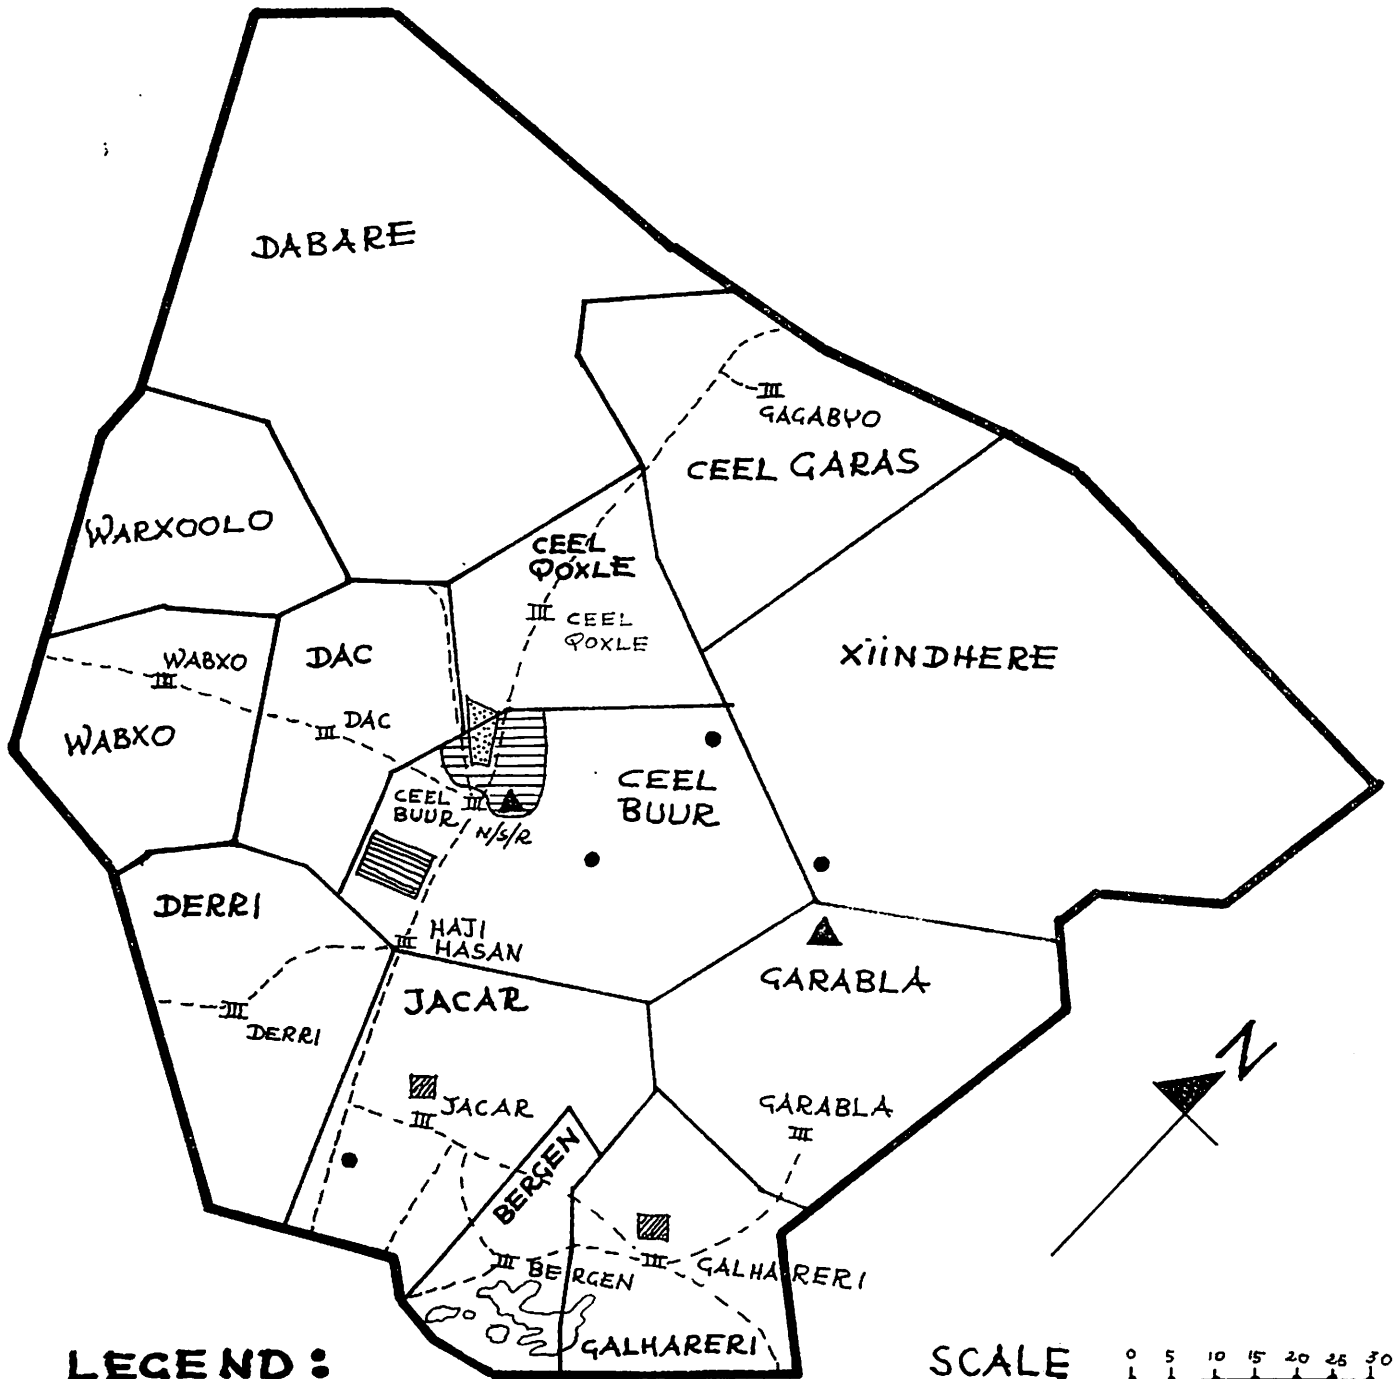 DABARE
GAGABYO
CEEL GARAS
WARXOOLO
CEEL
QOXLE
CEEL
QOXLE
WABXO
DAC
XIINDHERE
WABXO
DAC
CEEL
BUUR
CEEL
BUUR
N/S/R
DERRI
HAJI
HASAN
GARABLA
JACAR
DERRI
N
JACAR
GARABLA
BERGEN
BERGEN
GALHARERI
GALHARERI
LEGEND:
SCALE 0 5 10 15 20 25 30